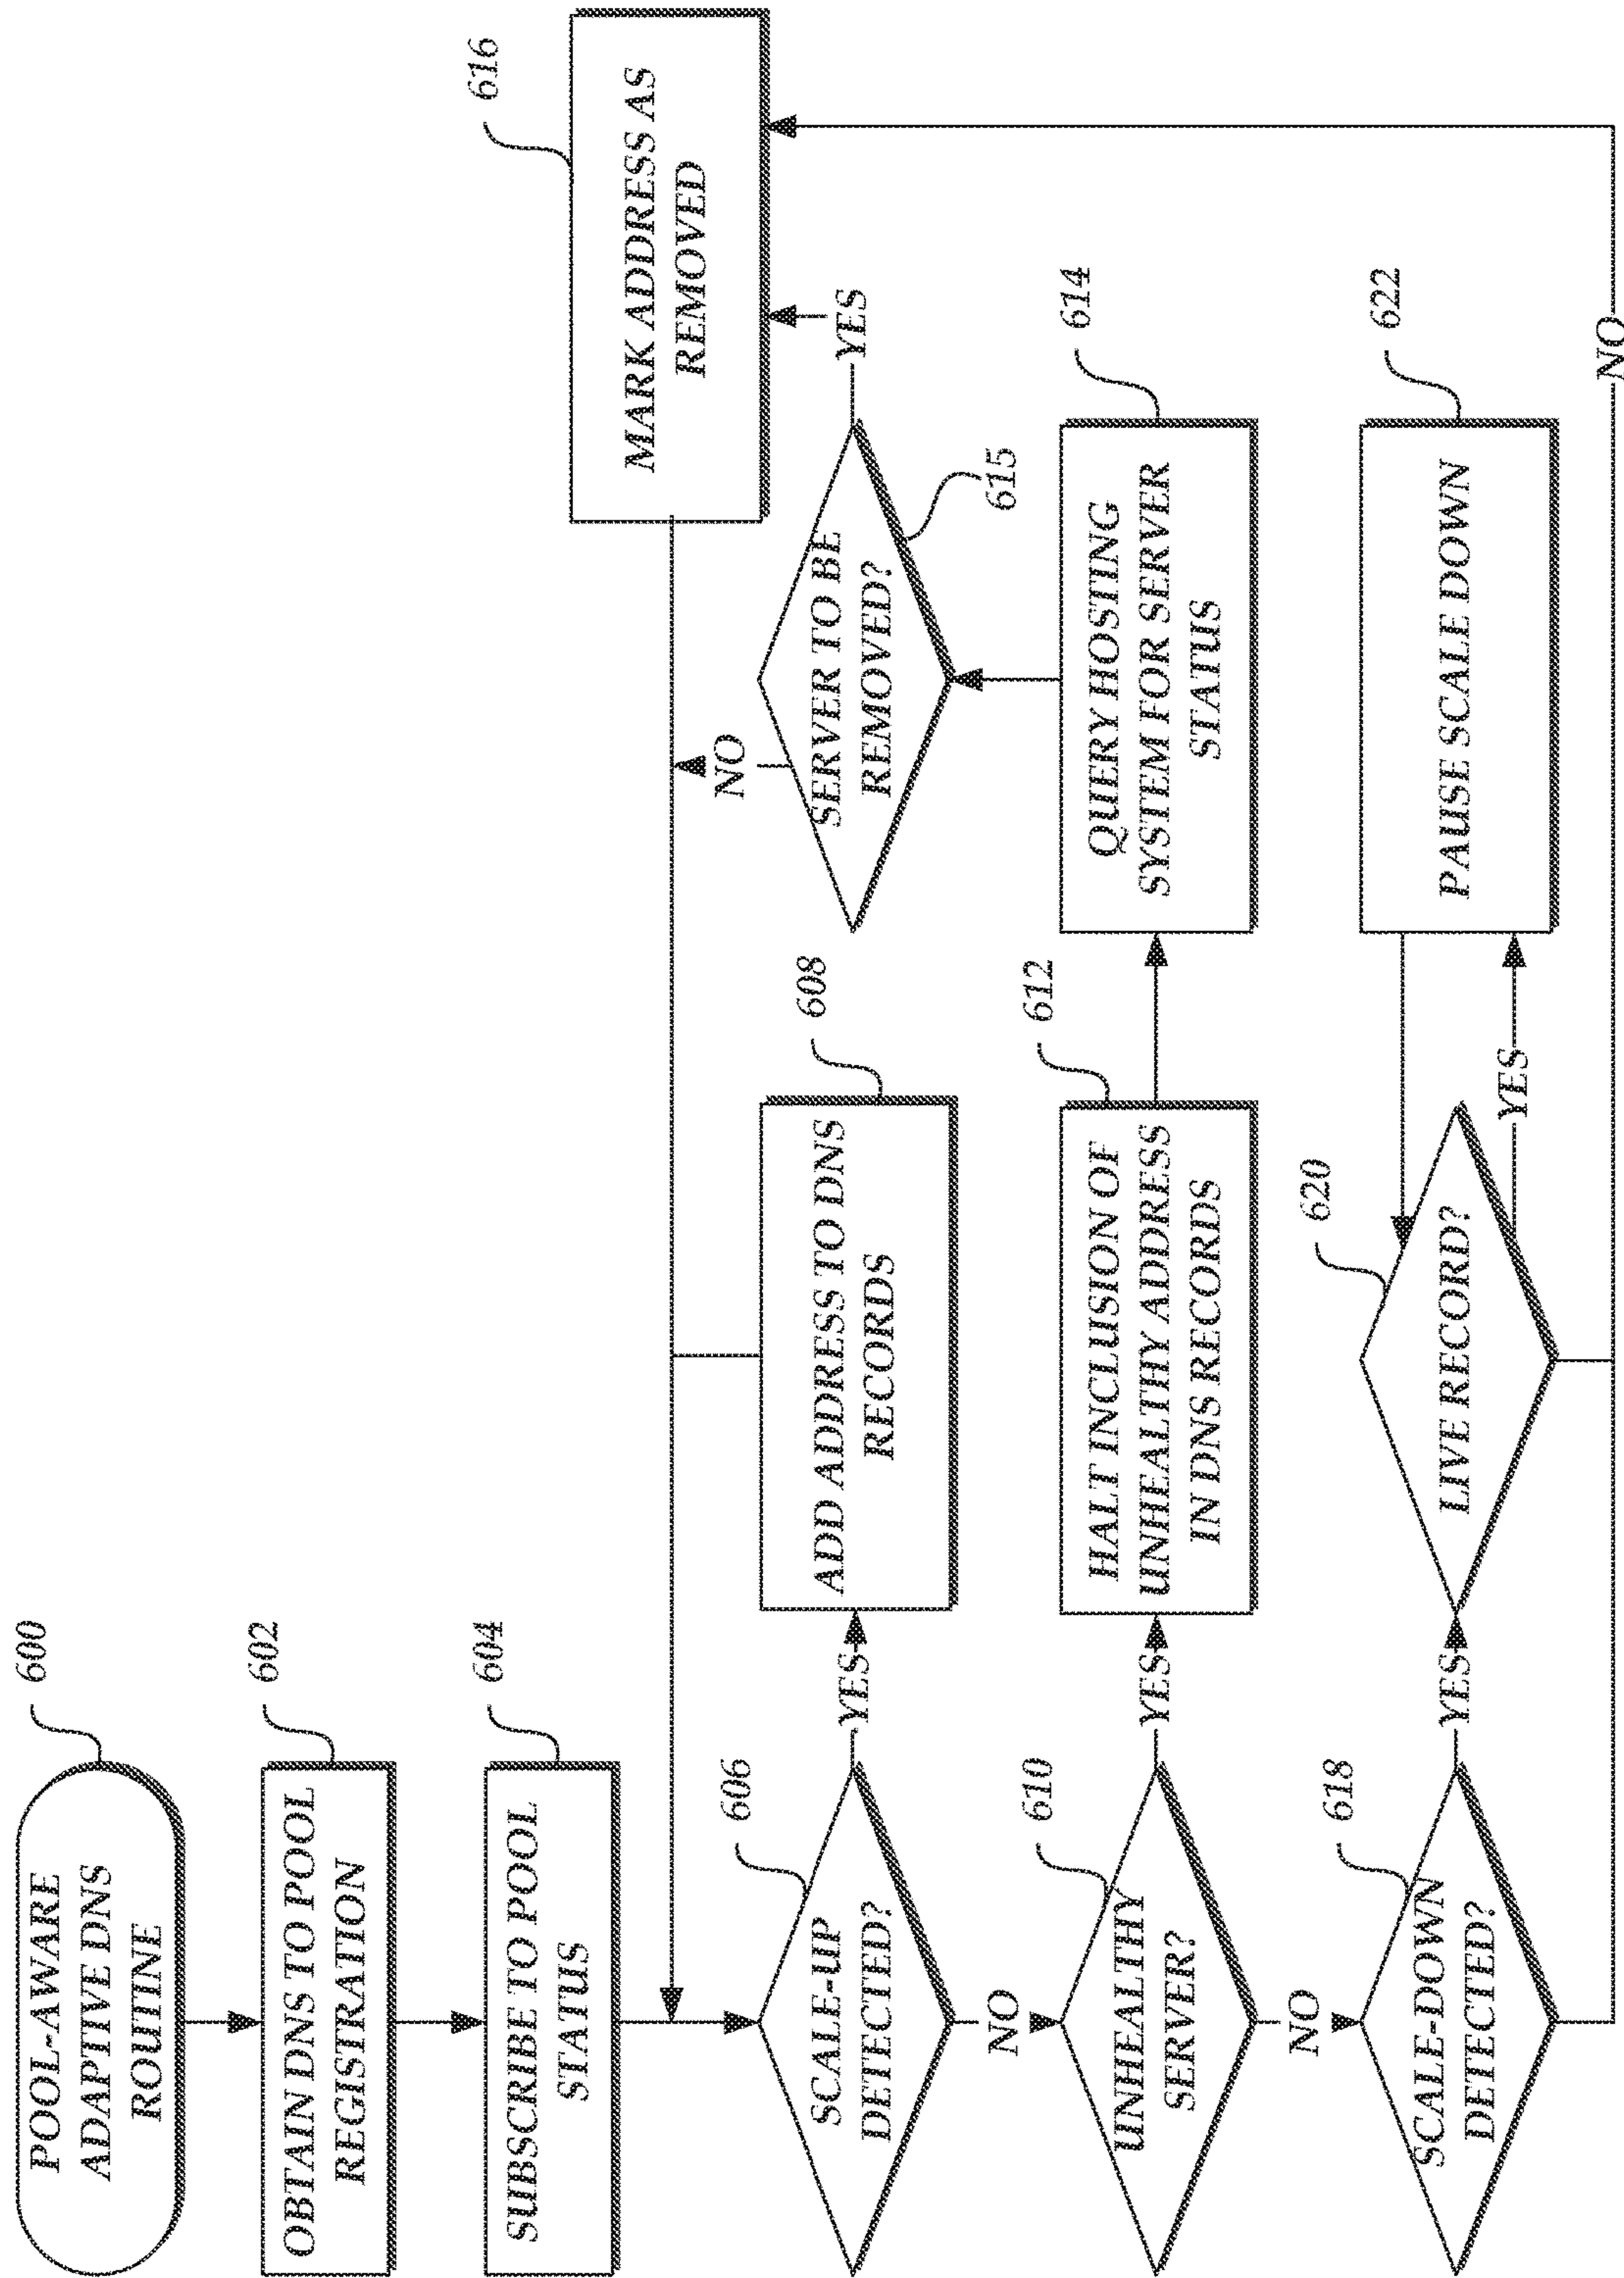 600
POOL-AWARE
ADAPTIVE DNS
ROUTINE
602
OBTAIN DNS TO POOL
REGISTRATION
604
SUBSCRIBE TO POOL
STATUS
616
MARK ADDRESS AS
REMOVED
606
SCALE-UP
DETECTED?
YES
608
ADD ADDRESS TO DNS
RECORDS
NO
SERVER TO BE
REMOVED?
YES
615
NO
610
UNHEALTHY
SERVER?
YES
612
HALT INCLUSION OF
UNHEALTHY ADDRESS
IN DNS RECORDS
614
QUERY HOSTING
SYSTEM FOR SERVER
STATUS
NO
618
SCALE-DOWN
DETECTED?
YES
620
LIVE RECORD?
YES
622
PAUSE SCALE DOWN
NO